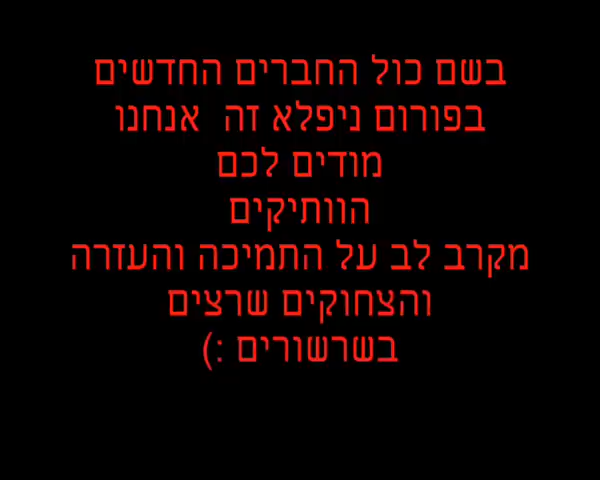 בשם כול החברים החדשים
בפורום ניפלא זה אנחנו
מודים לכם
הוותיקים
מקרב לב על התמיכה והעזרה
והצחוקים שרצים
בשרשורים :)